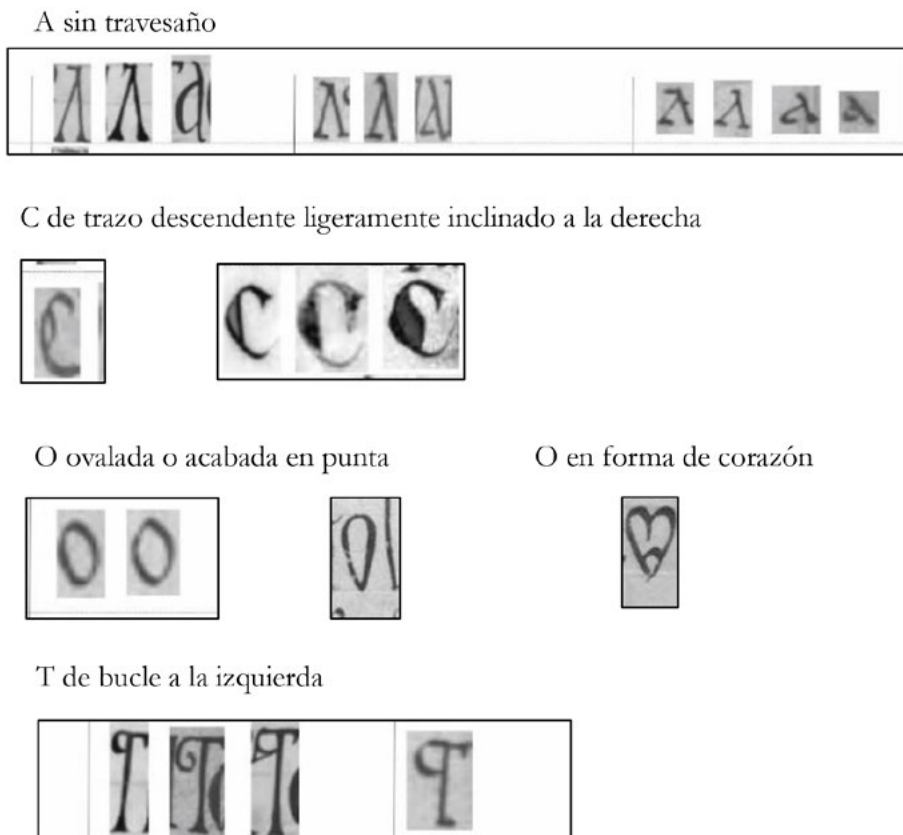 A sin travesaño
C de trazo descendente ligeramente inclinado a la derecha
O ovalada o acabada en punta O en forma de corazón
T de bucle a la izquierda